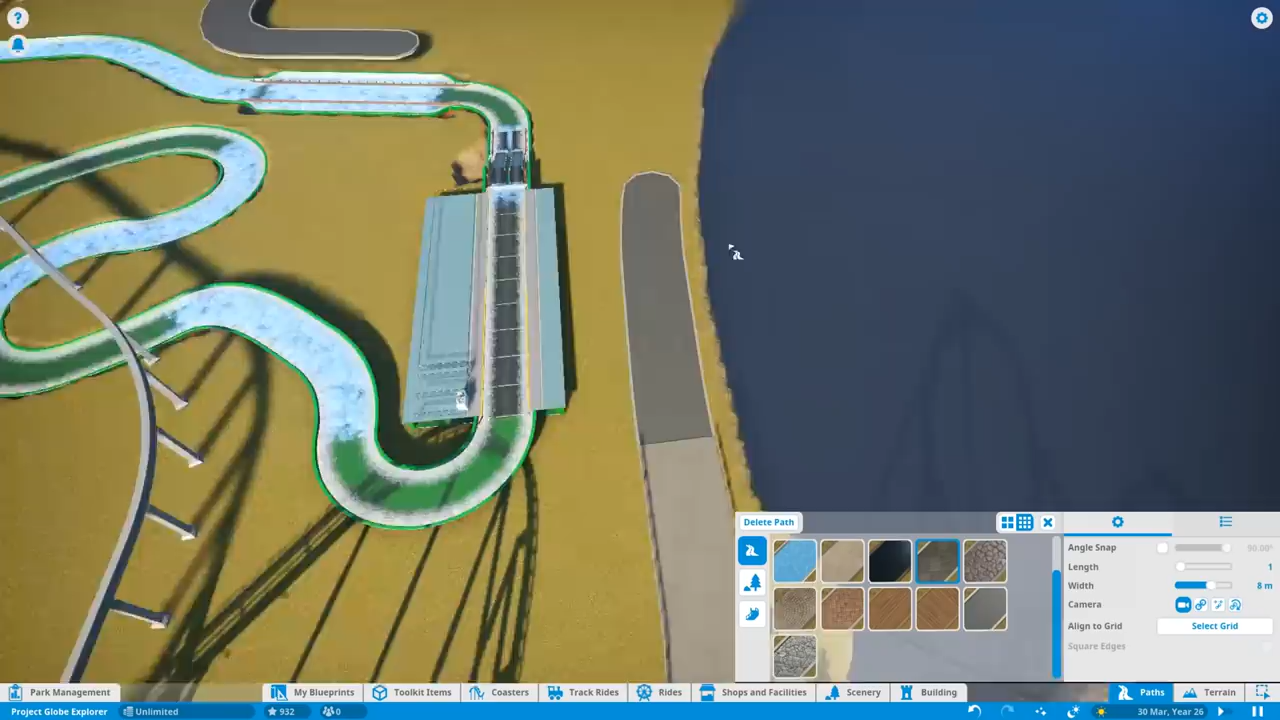 ?
Delete Path
Angle Snap 90.00°
Length 1
Width 8 m
Camera
Align to Grid Select Grid
Square Edges
Park Management My Blueprints Toolkit Items Coasters Track Rides Rides Shops and Facilities Scenery Building Paths Terrain
Project Globe Explorer Unlimited 932 0 30 Mar, Year 26